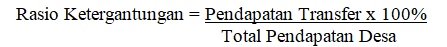 Rasio Ketergantungan = Pendapatan Transfer x 100%
Total Pendapatan Desa